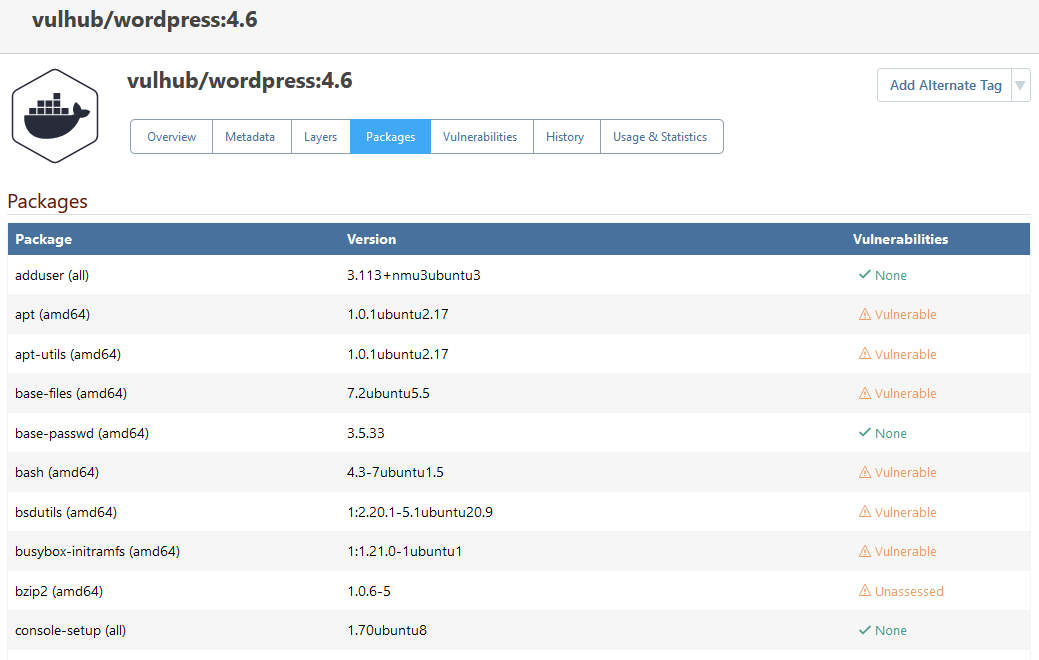 vulhub/wordpress:4.6
vulhub/wordpress:4.6
Add Alternate Tag
Overview Metadata Layers Packages Vulnerabilities History Usage & Statistics
Packages
Package Version Vulnerabilities
adduser (all) 3.113+nmu3ubuntu3 None
apt (amd64) 1.0.1ubuntu2.17 Vulnerable
apt-utils (amd64) 1.0.1ubuntu2.17 Vulnerable
base-files (amd64) 7.2ubuntu5.5 Vulnerable
base-passwd (amd64) 3.5.33 None
bash (amd64) 4.3-7ubuntu1.5 Vulnerable
bsdutils (amd64) 1:2.20.1-5.1ubuntu20.9 Vulnerable
busybox-initramfs (amd64) 1:1.21.0-1ubuntu1 Vulnerable
bzip2 (amd64) 1.0.6-5 Unassessed
console-setup (all) 1.70ubuntu8 None